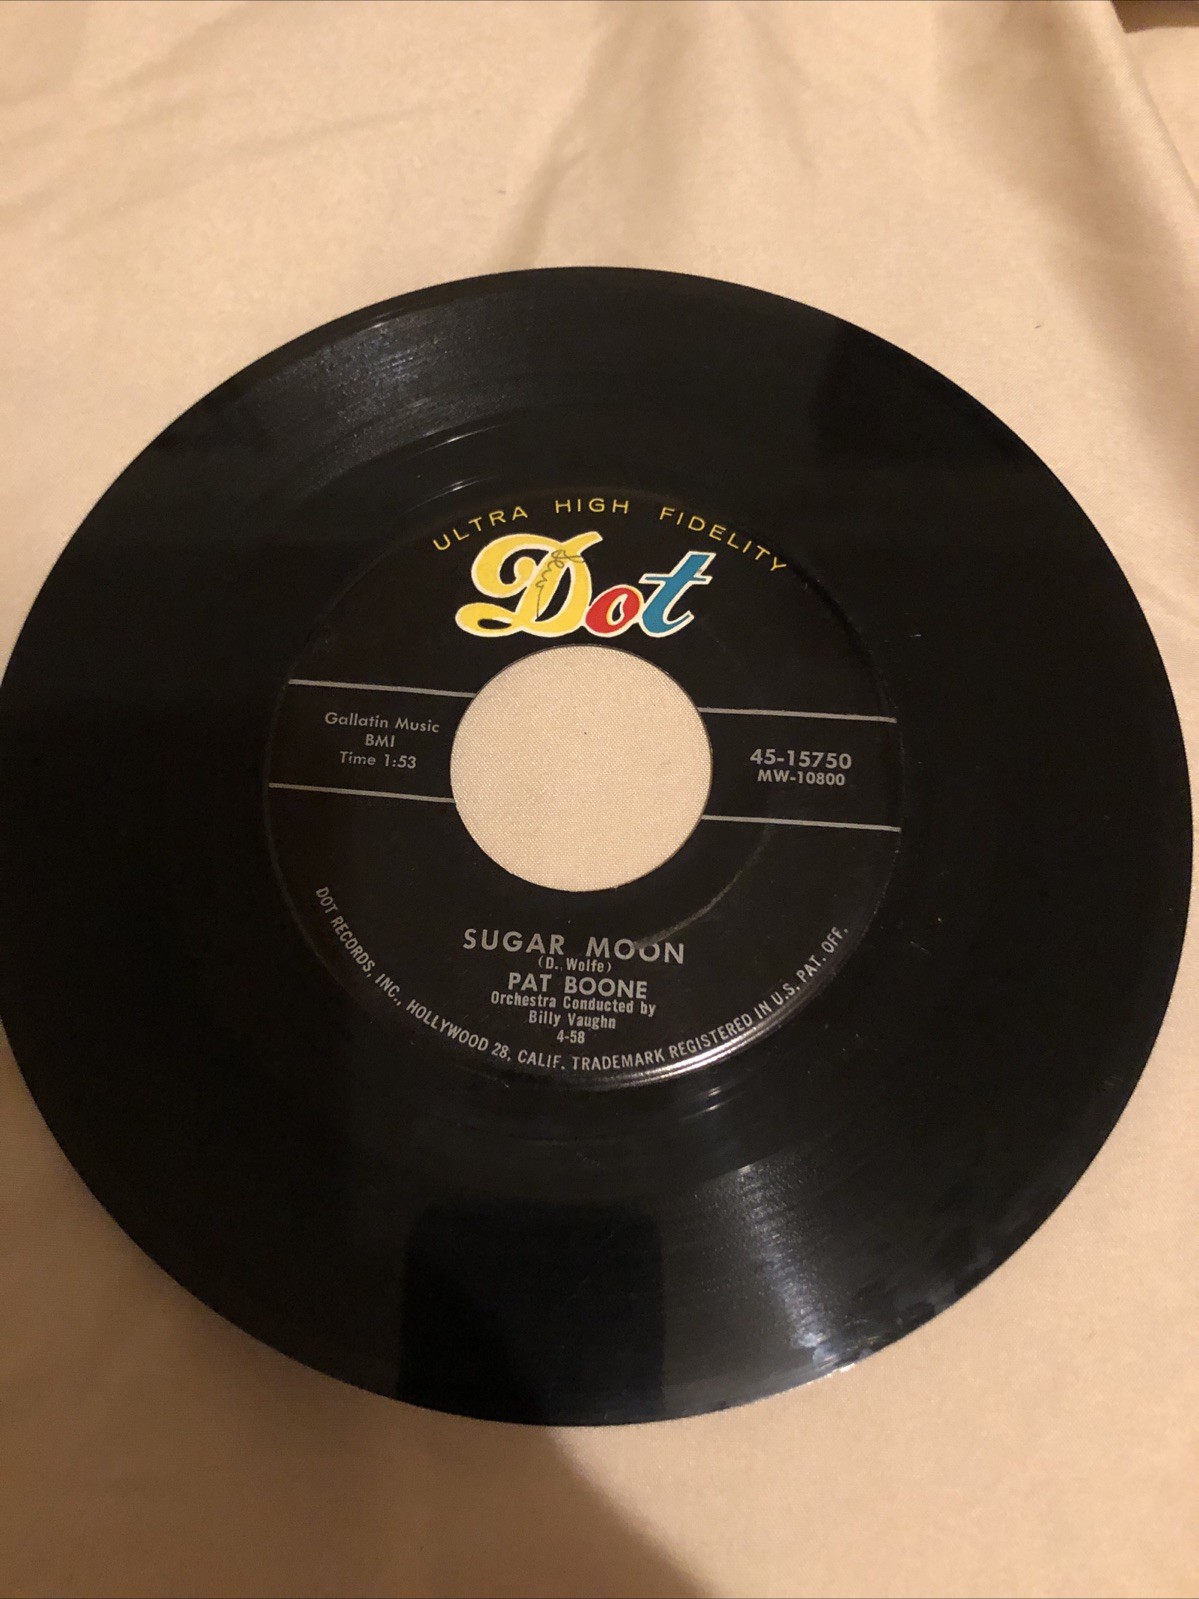 ULTRA HIGH FIDELITY
Dot
Gallatin Music
BMI
Time 1:53
45-15750
MW-10800
SUGAR MOON
(D. Wolfe)
PAT BOONE
Orchestra Conducted by
Billy Vaughn
4-58
DOT RECORDS, INC., HOLLYWOOD 28, CALIF. TRADEMARK REGISTERED IN U.S. PAT. OFF.